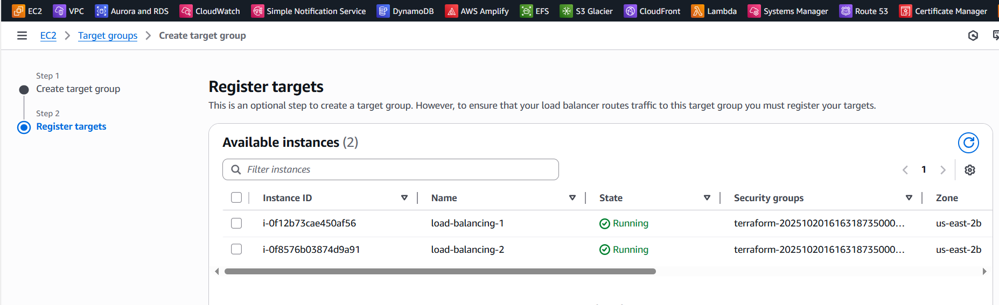 EC2 VPC Aurora and RDS CloudWatch Simple Notification Service DynamoDB AWS Amplify EFS S3 Glacier CloudFront Lambda Systems Manager Route 53 Certificate Manager
EC2 Target groups Create target group
Step 1
Create target group
Step 2
Register targets
Register targets
This is an optional step to create a target group. However, to ensure that your load balancer routes traffic to this target group you must register your targets.
Available instances (2)
Filter instances
1
Instance ID Name State Security groups Zone
i-0f12b73cae450af56 load-balancing-1 Running terraform-202510201616318735000... us-east-2b
i-0f8576b03874d9a91 load-balancing-2 Running terraform-202510201616318735000... us-east-2b